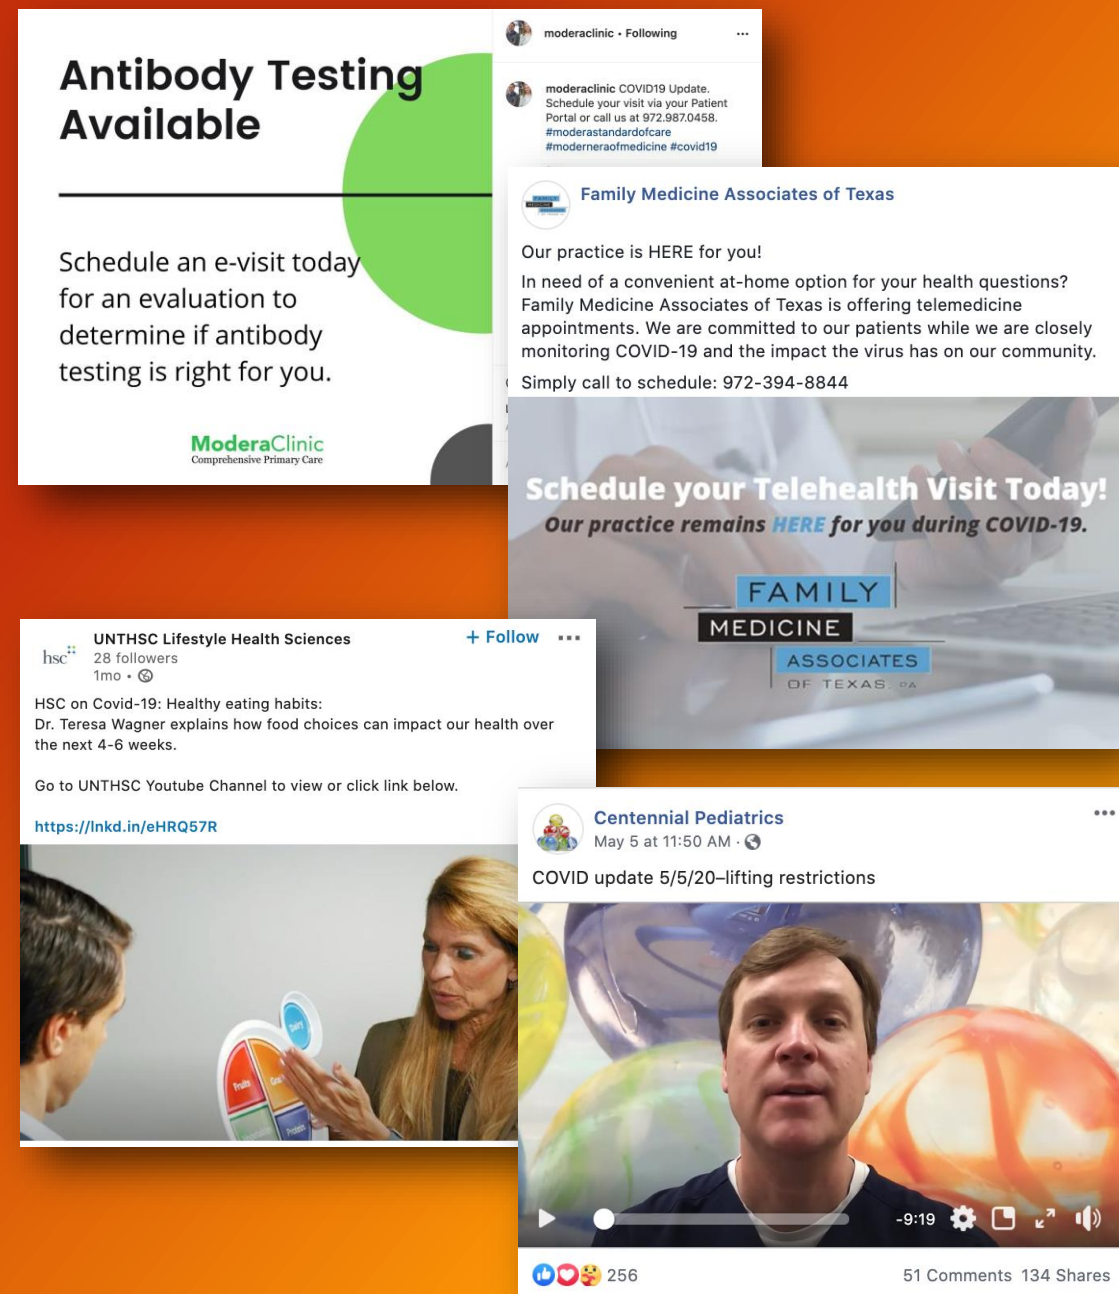 Antibody Testing
Available
Schedule an e-visit today
for an evaluation to
determine if antibody
testing is right for you.
ModeraClinic
Comprehensive Primary Care
moderaclinic • Following
moderaclinic COVID19 Update.
Schedule your visit via your Patient
Portal or call us at 972.987.0458.
#moderastandardofcare
#moderneraofmedicine #covid19
FAMILY
MEDICINE
Family Medicine Associates of Texas
Our practice is HERE for you!
In need of a convenient at-home option for your health questions?
Family Medicine Associates of Texas is offering telemedicine
appointments. We are committed to our patients while we are closely
monitoring COVID-19 and the impact the virus has on our community.
Simply call to schedule: 972-394-8844
Schedule your Telehealth Visit Today!
Our practice remains HERE for you during COVID-19.
FAMILY
MEDICINE
ASSOCIATES
OF TEXAS, PA
hsc
UNTHSC Lifestyle Health Sciences
+ Follow
28 followers
1mo •
HSC on Covid-19: Healthy eating habits:
Dr. Teresa Wagner explains how food choices can impact our health over
the next 4-6 weeks.
Go to UNTHSC Youtube Channel to view or click link below.
https://lnkd.in/eHRQ57R
Dairy
Fruits
Protein
Centennial Pediatrics
May 5 at 11:50 AM ·
COVID update 5/5/20–lifting restrictions
-9:19
256
51 Comments 134 Shares